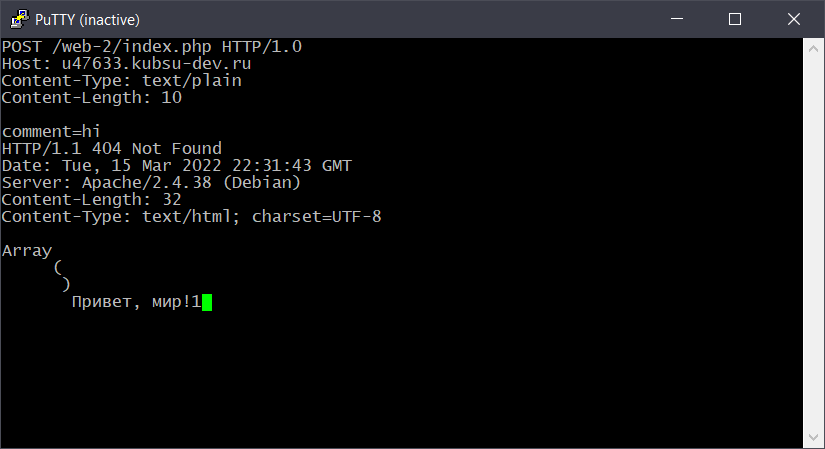 PuTTY (inactive)
POST /web-2/index.php HTTP/1.0
Host: u47633.kubsu-dev.ru
Content-Type: text/plain
Content-Length: 10
comment=hi
HTTP/1.1 404 Not Found
Date: Tue, 15 Mar 2022 22:31:43 GMT
Server: Apache/2.4.38 (Debian)
Content-Length: 32
Content-Type: text/html; charset=UTF-8
Array
(
)
Привет, мир!1